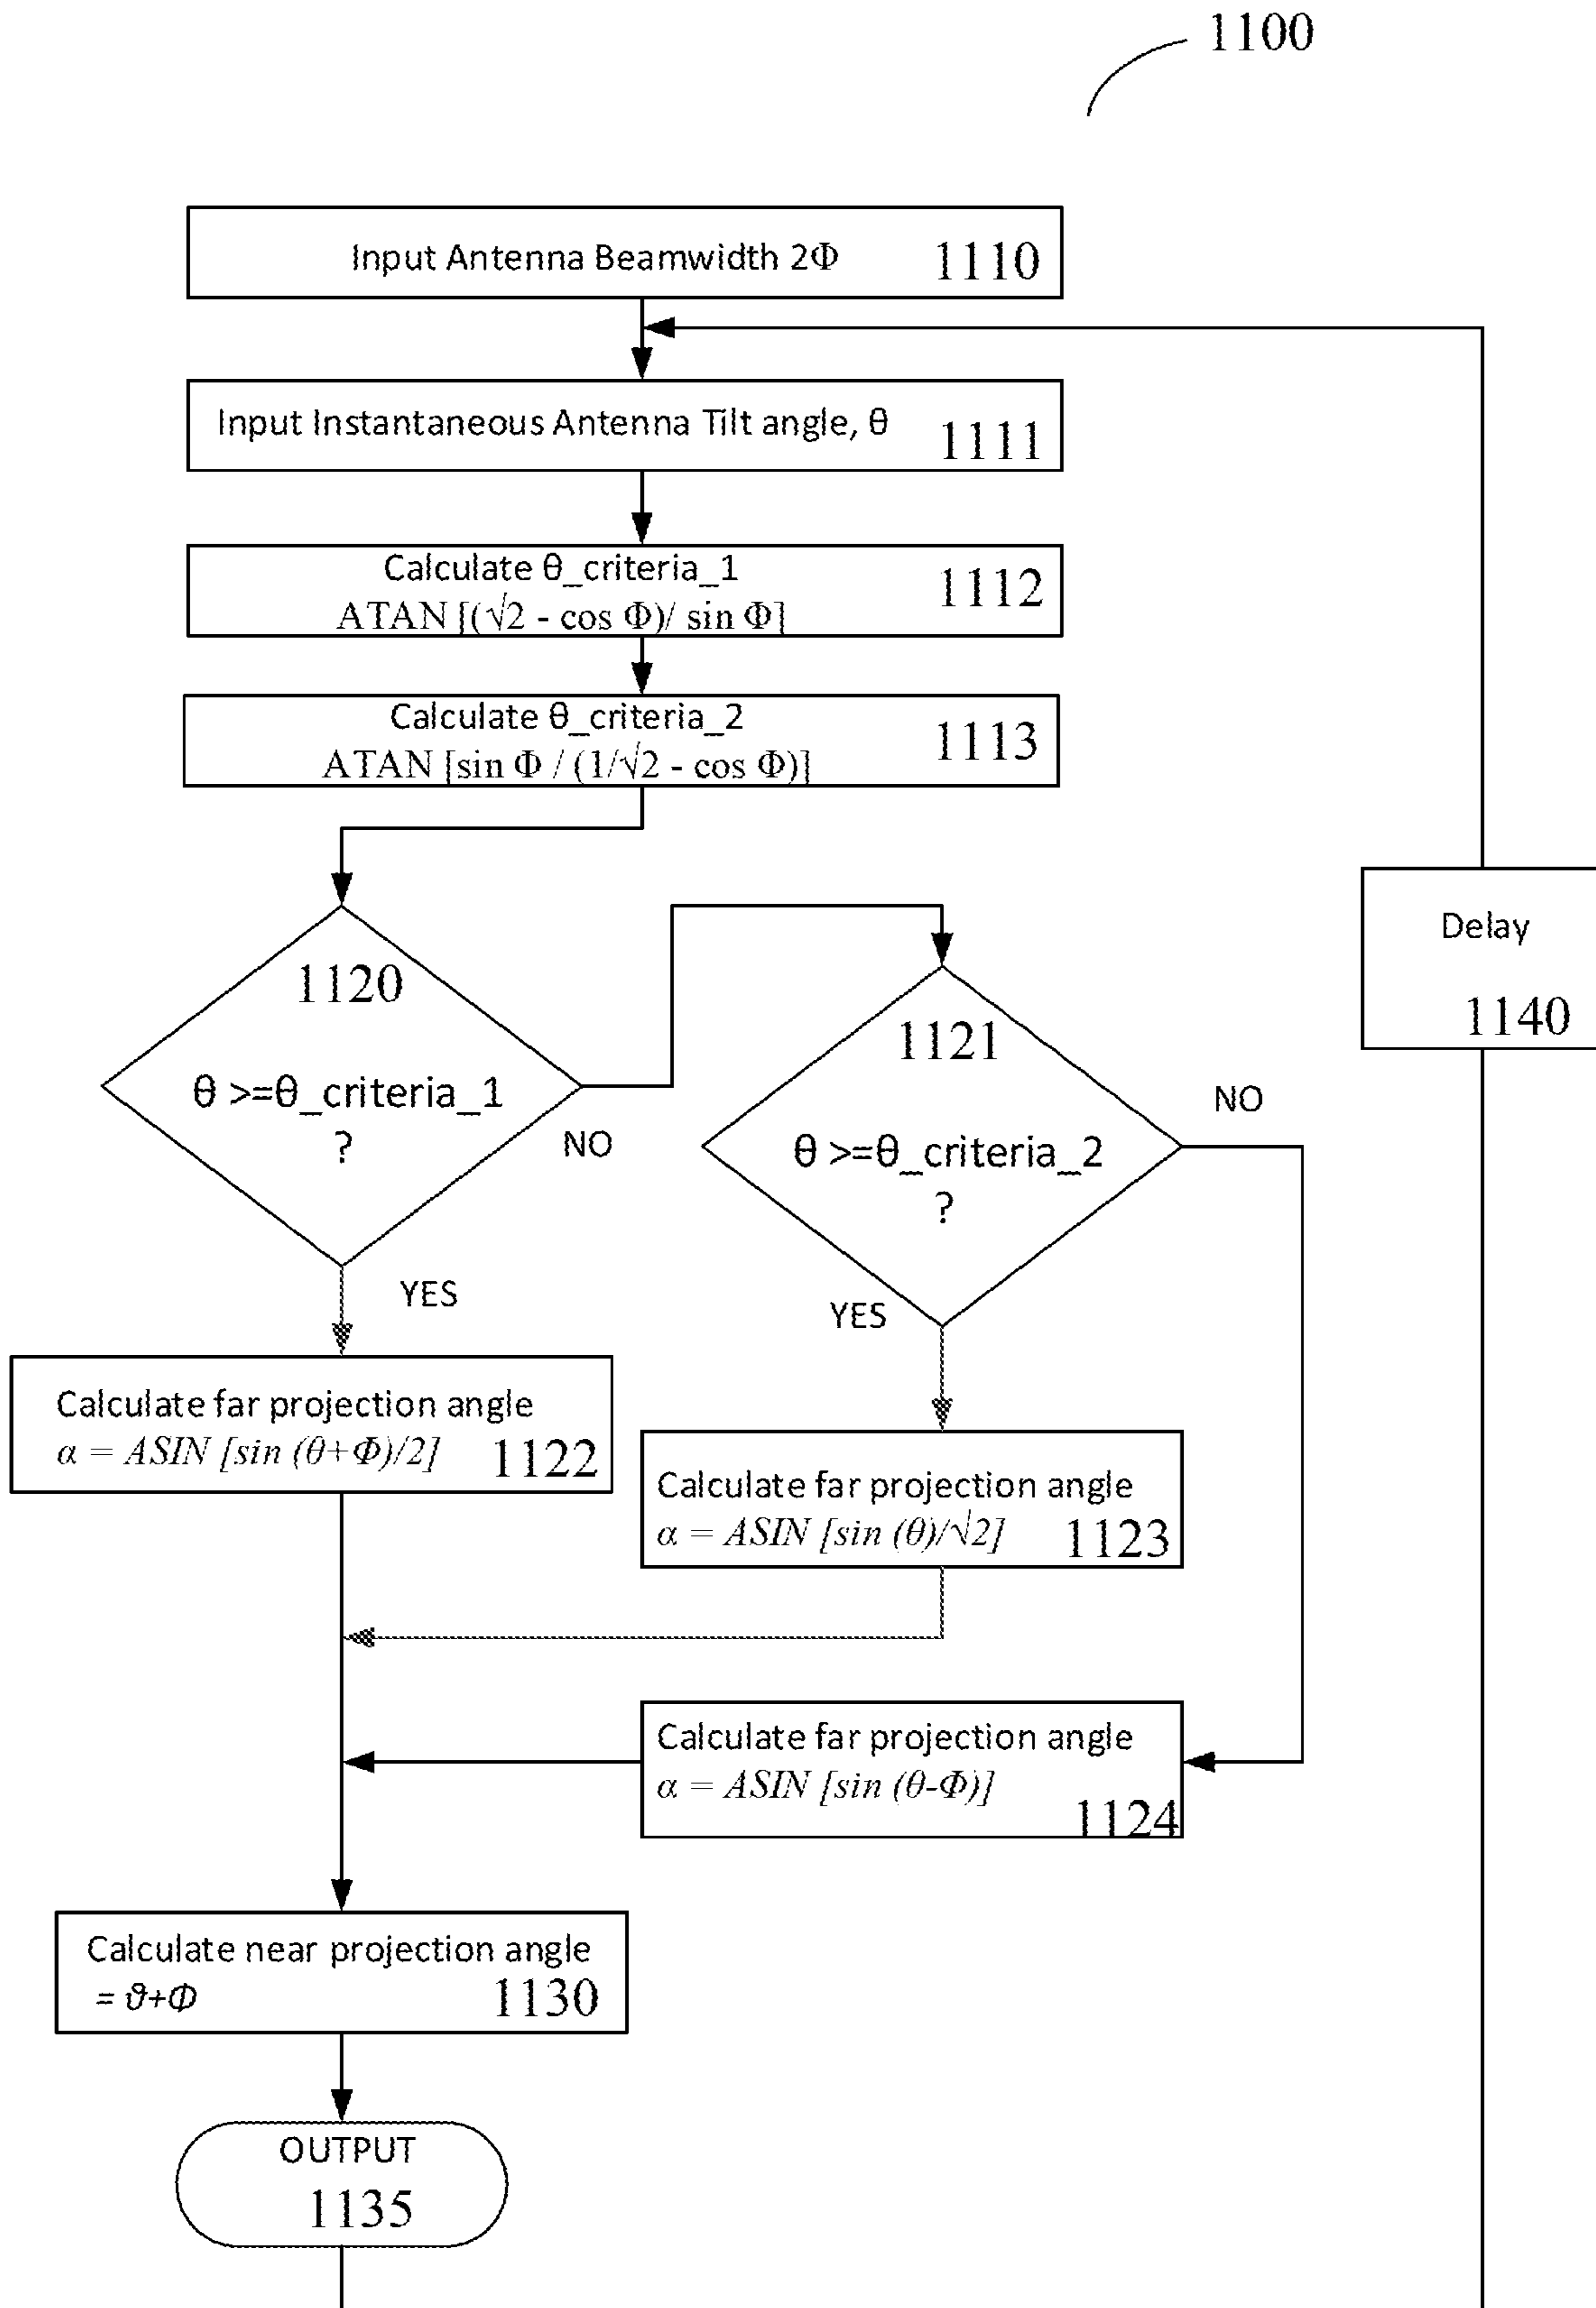 1100
Input Antenna Beamwidth 2Φ 1110
Input Instantaneous Antenna Tilt angle, θ 1111
Calculate θ_criteria_1 1112
ATAN [(√2 - cos Φ)/ sin Φ]
Calculate θ_criteria_2 1113
ATAN [sin Φ / (1/√2 - cos Φ)]
1120
θ >=θ_criteria_1
?
NO
YES
1121
θ >=θ_criteria_2
?
NO
YES
Delay
1140
Calculate far projection angle
α = ASIN [sin (θ+Φ)/2] 1122
Calculate far projection angle
α = ASIN [sin (θ)/√2] 1123
Calculate far projection angle
α = ASIN [sin (θ-Φ)]
1124
Calculate near projection angle
= ϑ+Φ 1130
OUTPUT
1135